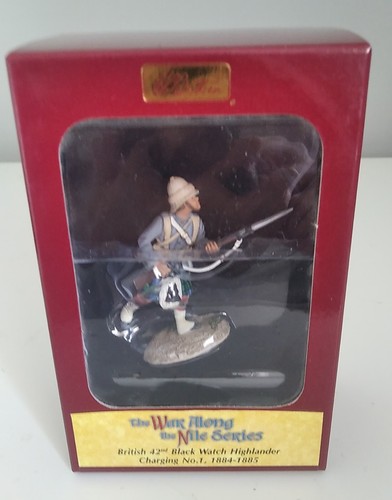 The War Along
the Nile Series
British 42nd Black Watch Highlander
Charging No.1, 1884-1885